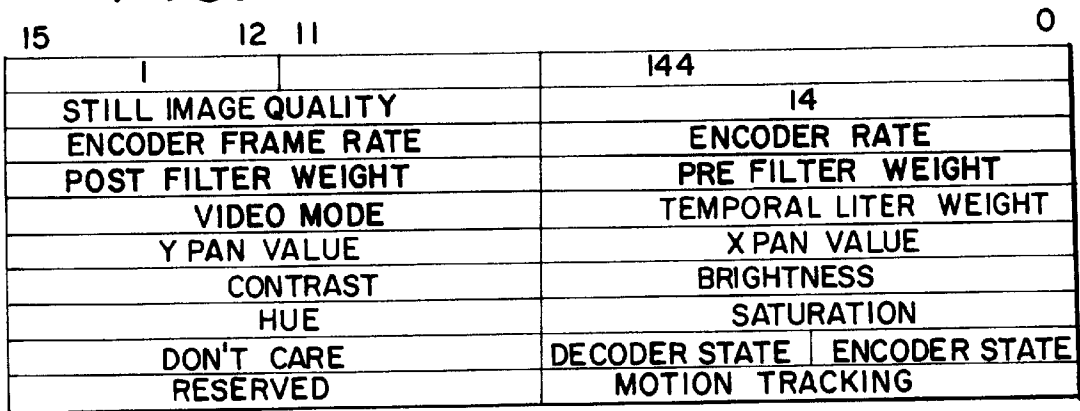 15 12 11 0
1 144
STILL IMAGE QUALITY 14
ENCODER FRAME RATE ENCODER RATE
POST FILTER WEIGHT PRE FILTER WEIGHT
VIDEO MODE TEMPORAL LITER WEIGHT
Y PAN VALUE X PAN VALUE
CONTRAST BRIGHTNESS
HUE SATURATION
DON'T CARE DECODER STATE ENCODER STATE
RESERVED MOTION TRACKING